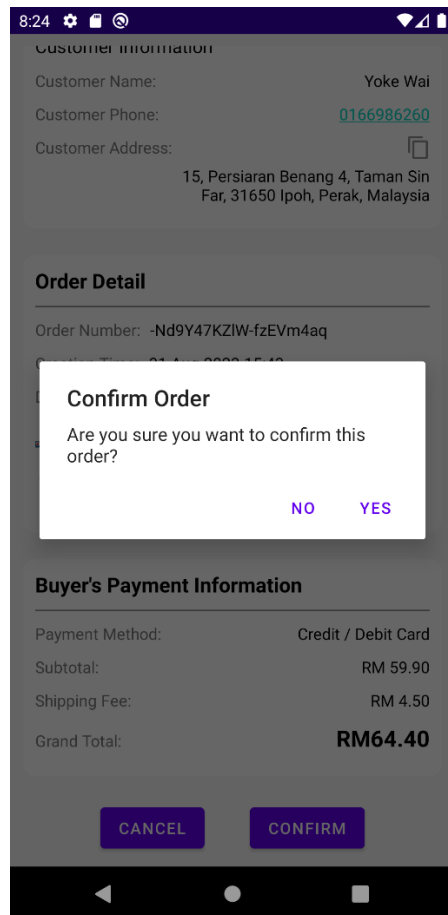 8:24
Customer Information
Customer Name: Yoke Wai
Customer Phone: 0166986260
Customer Address:
15, Persiaran Benang 4, Taman Sin
Far, 31650 Ipoh, Perak, Malaysia
Order Detail
Order Number: -Nd9Y47KZlW-fzEVm4aq
Confirm Order
Are you sure you want to confirm this
order?
NO YES
Buyer's Payment Information
Payment Method: Credit / Debit Card
Subtotal: RM 59.90
Shipping Fee: RM 4.50
Grand Total: RM64.40
CANCEL CONFIRM